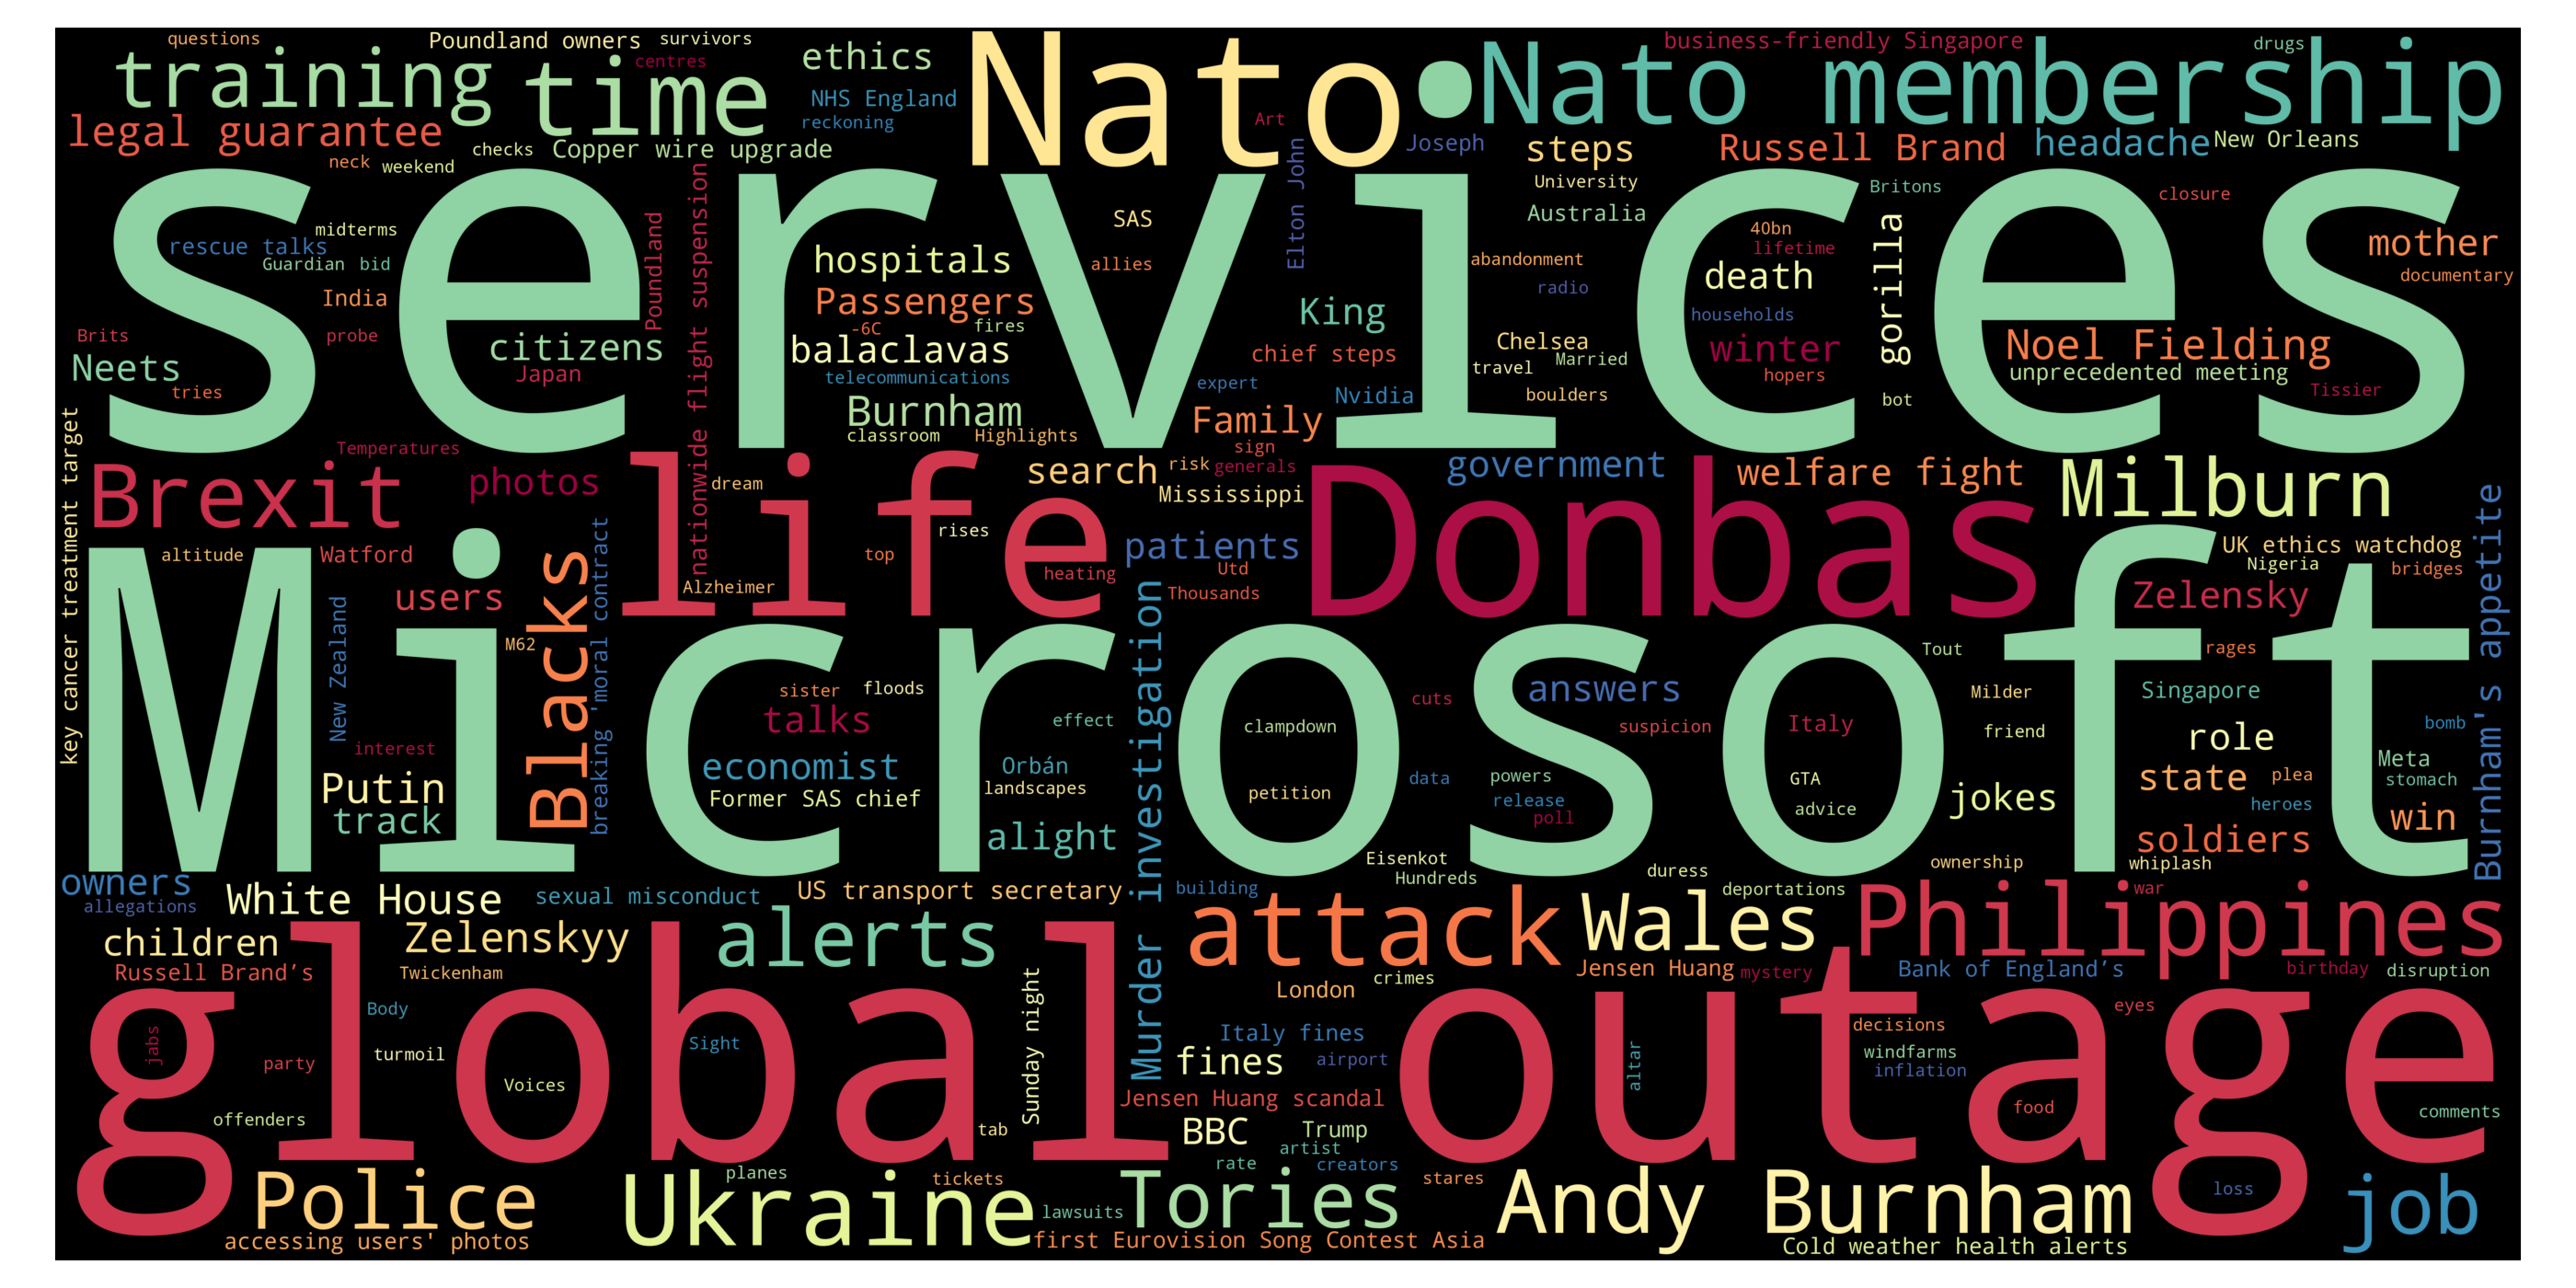 questions
Poundland owners
survivors
training
time
centres
ethics
NHS England
reckoning
Nato
Art
•
Nato membership
business-friendly Singapore
drugs
legal guarantee
neck
weekend
checks
Copper wire upgrade
Elton John
Joseph
steps
Russell Brand
headache
New Orleans
services
midterms
rescue talks
Guardian bid
India
Brits
probe
Neets
tries
citizens
Japan
Poundland
nationwide flight suspension
hospitals
Passengers
-6C
fires
balaclavas
telecommunications
Burnham
classroom
Highlights
SAS
allies
King
chief steps
expert
Nvidia
Family
sign
University
Australia
abandonment
radio
Chelsea
travel
Married
boulders
Britons
closure
40bn
lifetime
death
households
winter
hopers
gorilla
bot
mother
documentary
Noel Fielding
unprecedented meeting
Tissier
key cancer treatment target
Temperatures
Brexit
photos
life
dream
rises
top
Alzheimer
heating
search
risk
generals
Mississippi
patients
Utd
Thousands
Donbas
government
welfare fight
Milburn
UK ethics watchdog
Nigeria
bridges
Zelensky
Burnham's appetite
Microsoft
altitude
Watford
users
New Zealand
interest
Putin
track
M62
Blacks
breaking 'moral contract
sister
floods
talks
economist
Former SAS chief
effect
Orbán
landscapes
alight
Murder investigation
clampdown
petition
cuts
data
answers
suspicion
powers
release
poll
Italy
GTA
advice
Tout
Milder
friend
jokes
rages
Singapore
role
bomb
Meta
state
plea
stomach
heroes
win
soldiers
whiplash
ownership
Eisenkot
Hundreds
duress
deportations
owners
allegations
White House
sexual misconduct
US transport secretary
building
children
Zelenskyy
alerts
attack
Wales
Philippines
war
Russell Brand’s
Twickenham
Jensen Huang
mystery
Bank of England’s
birthday
disruption
global outage
Body
jabs
party
turmoil
offenders
Voices
Sight
tab
Sunday night
London
crimes
Italy fines
fines
airport
Jensen Huang scandal
BBC
Trump
artist
rate
creators
stares
altar
decisions
windfarms
inflation
eyes
food
comments
loss
Police
accessing users' photos
planes
tickets
Ukraine
lawsuits
Tories
first Eurovision Song Contest Asia
Andy Burnham
Cold weather health alerts
job